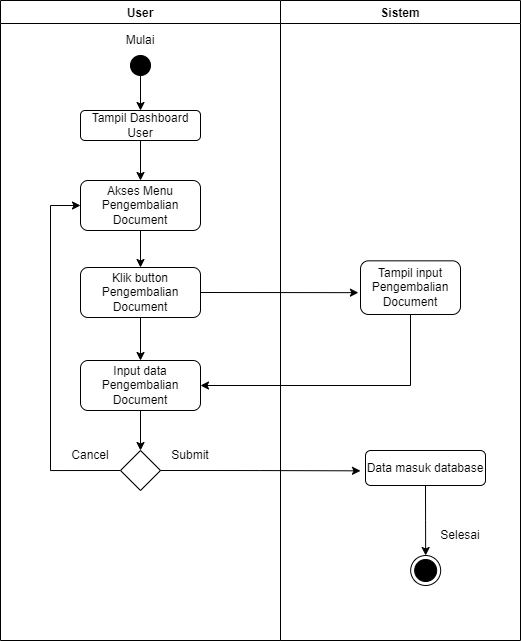 User
Sistem
Mulai
Tampil Dashboard
User
Akses Menu
Pengembalian
Document
Klik button
Pengembalian
Document
Tampil input
Pengembalian
Document
Input data
Pengembalian
Document
Cancel
Submit
Data masuk database
Selesai